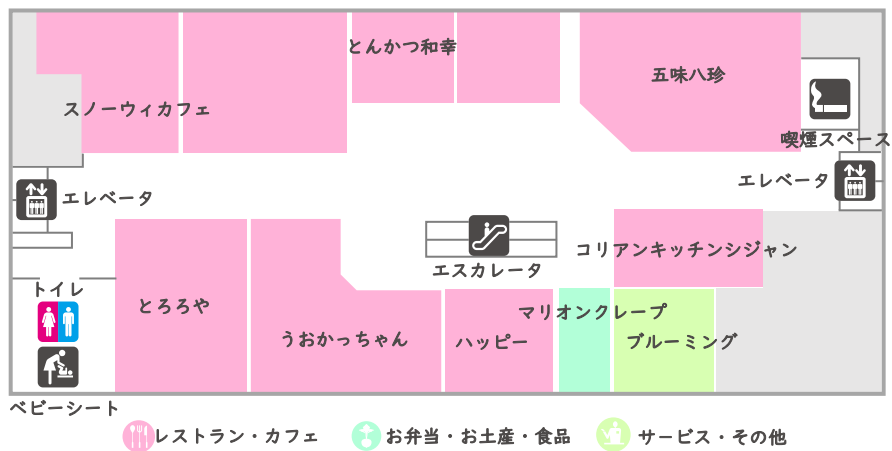 とんかつ和幸
五味八珍
スノーウィカフェ
喫煙スペース
エレベータ
エレベータ
コリアンキッチンシジャン
エスカレータ
トイレ
とろろや
マリオンクレープ
うおかっちゃん
ハッピー
ブルーミング
ベビーシート
レストラン・カフェ
お弁当・お土産・食品
サービス・その他